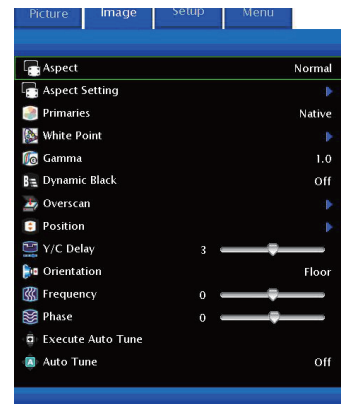 Picture Image Setup Menu
Aspect Normal
Aspect Setting
Primaries Native
White Point
Gamma 1.0
Dynamic Black Off
Overscan
Position
Y/C Delay 3
Orientation Floor
Frequency 0
Phase 0
Execute Auto Tune
A Auto Tune Off